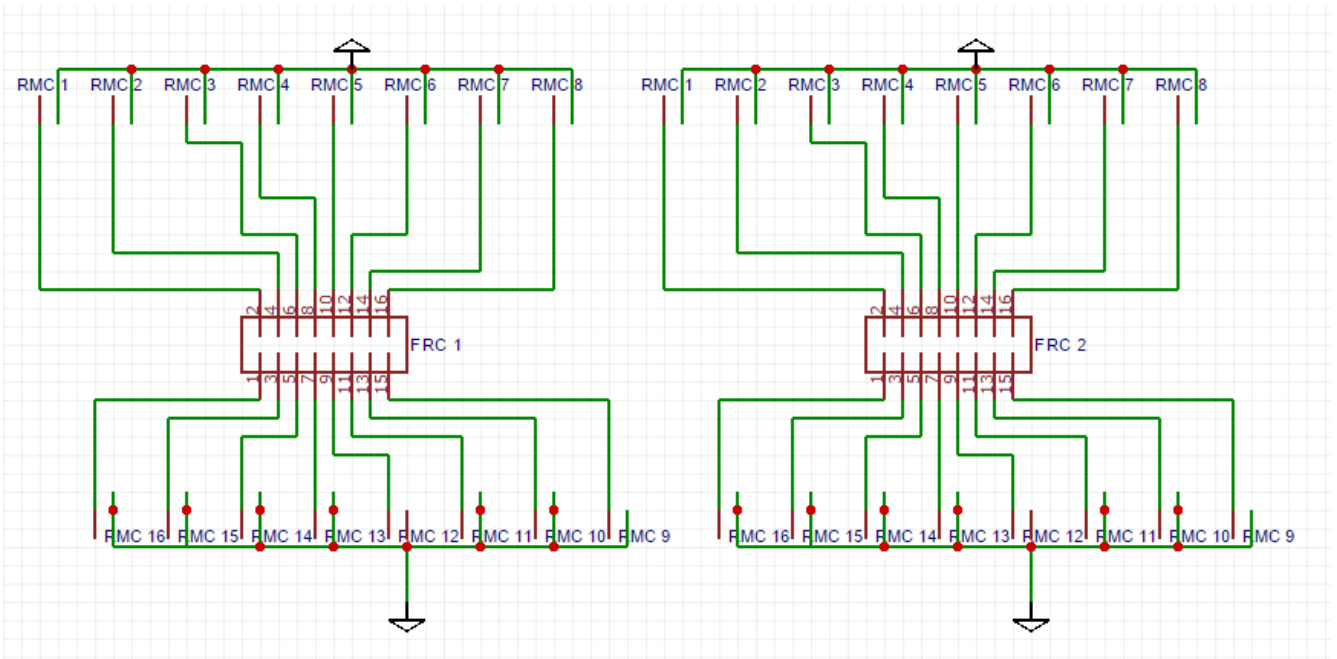 RMC 1 RMC 2 RMC 3 RMC 4 RMC 5 RMC 6 RMC 7 RMC 8 RMC 1 RMC 2 RMC 3 RMC 4 RMC 5 RMC 6 RMC 7 RMC 8
2 4 6 8 10 12 14 16 2 4 6 8 10 12 14 16
FRC 1 FRC 2
1 3 5 7 9 11 13 15 1 3 5 7 9 11 13 15
RMC 16 RMC 15 RMC 14 RMC 13 RMC 12 RMC 11 RMC 10 RMC 9 RMC 16 RMC 15 RMC 14 RMC 13 RMC 12 RMC 11 RMC 10 RMC 9